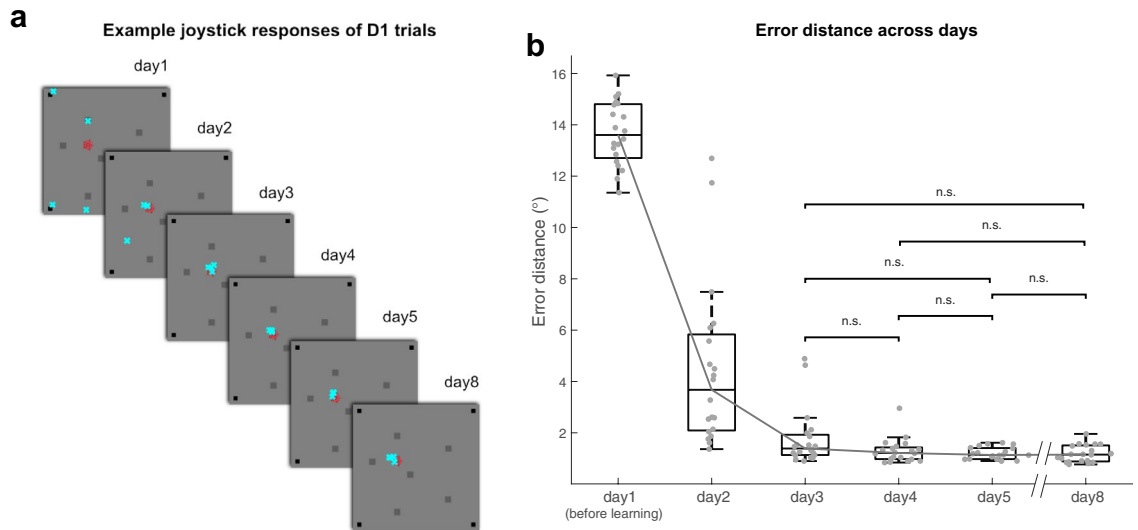 a
Example joystick responses of D1 trials
day1
day2
day3
day4
day5
day8
b
Error distance across days
Error distance (°)
16
14
12
10
8
6
4
2
n.s.
n.s.
n.s.
n.s.
n.s.
n.s.
day1 day2 day3 day4 day5 day8
(before learning)